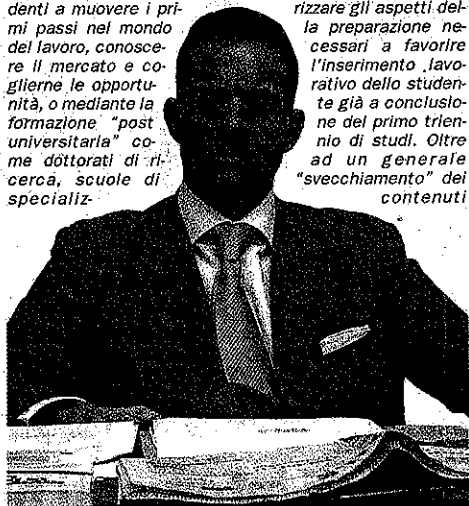 denti a muovere i pri-
mi passi nel mondo
del lavoro, conosce-
re il mercato e co-
glierne le opportu-
nità, o mediante la
formazione "post
universitaria" co-
me dottorati di ri-
cerca, scuole di
specializ-
rizzare gli aspetti del-
la preparazione ne-
cessari a favorire
l'inserimento lavo-
rativo dello studen-
te già a conclusio-
ne del primo trien-
nio di studi. Oltre
ad un generale
"svecchiamento" dei
contenuti